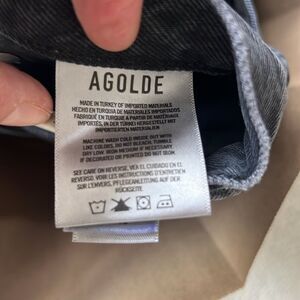 AGOLDE
MADE IN TURKEY OF IMPORTED MATERIALS
HECHO EN TURQUIA DE MATERIALES IMPORTADOS
FABRIQUÉ EN TURQUIE A PARTIR DE MATÉRIAUX
IMPORTÉS, IN DER TÜRKEI HERGESTELLT MIT
IMPORTIERTEN MATERIALIEN
MACHINE WASH COLD INSIDE OUT WITH
LIKE COLORS, DO NOT BLEACH, TUMBLE
DRY LOW, IRON MEDIUM IF NECESSARY
IF DECORATED OR PRINTED DO NOT IRON
SEE CARE ON REVERSE, VEA EL CUIDADO EN EL
REVERSO, VOIR LES INSTRUCTIONS D'ENTRETIEN
SUR L'ENVERS, PFLEGEANLEITUNG AUF DER
RÜCKSEITE